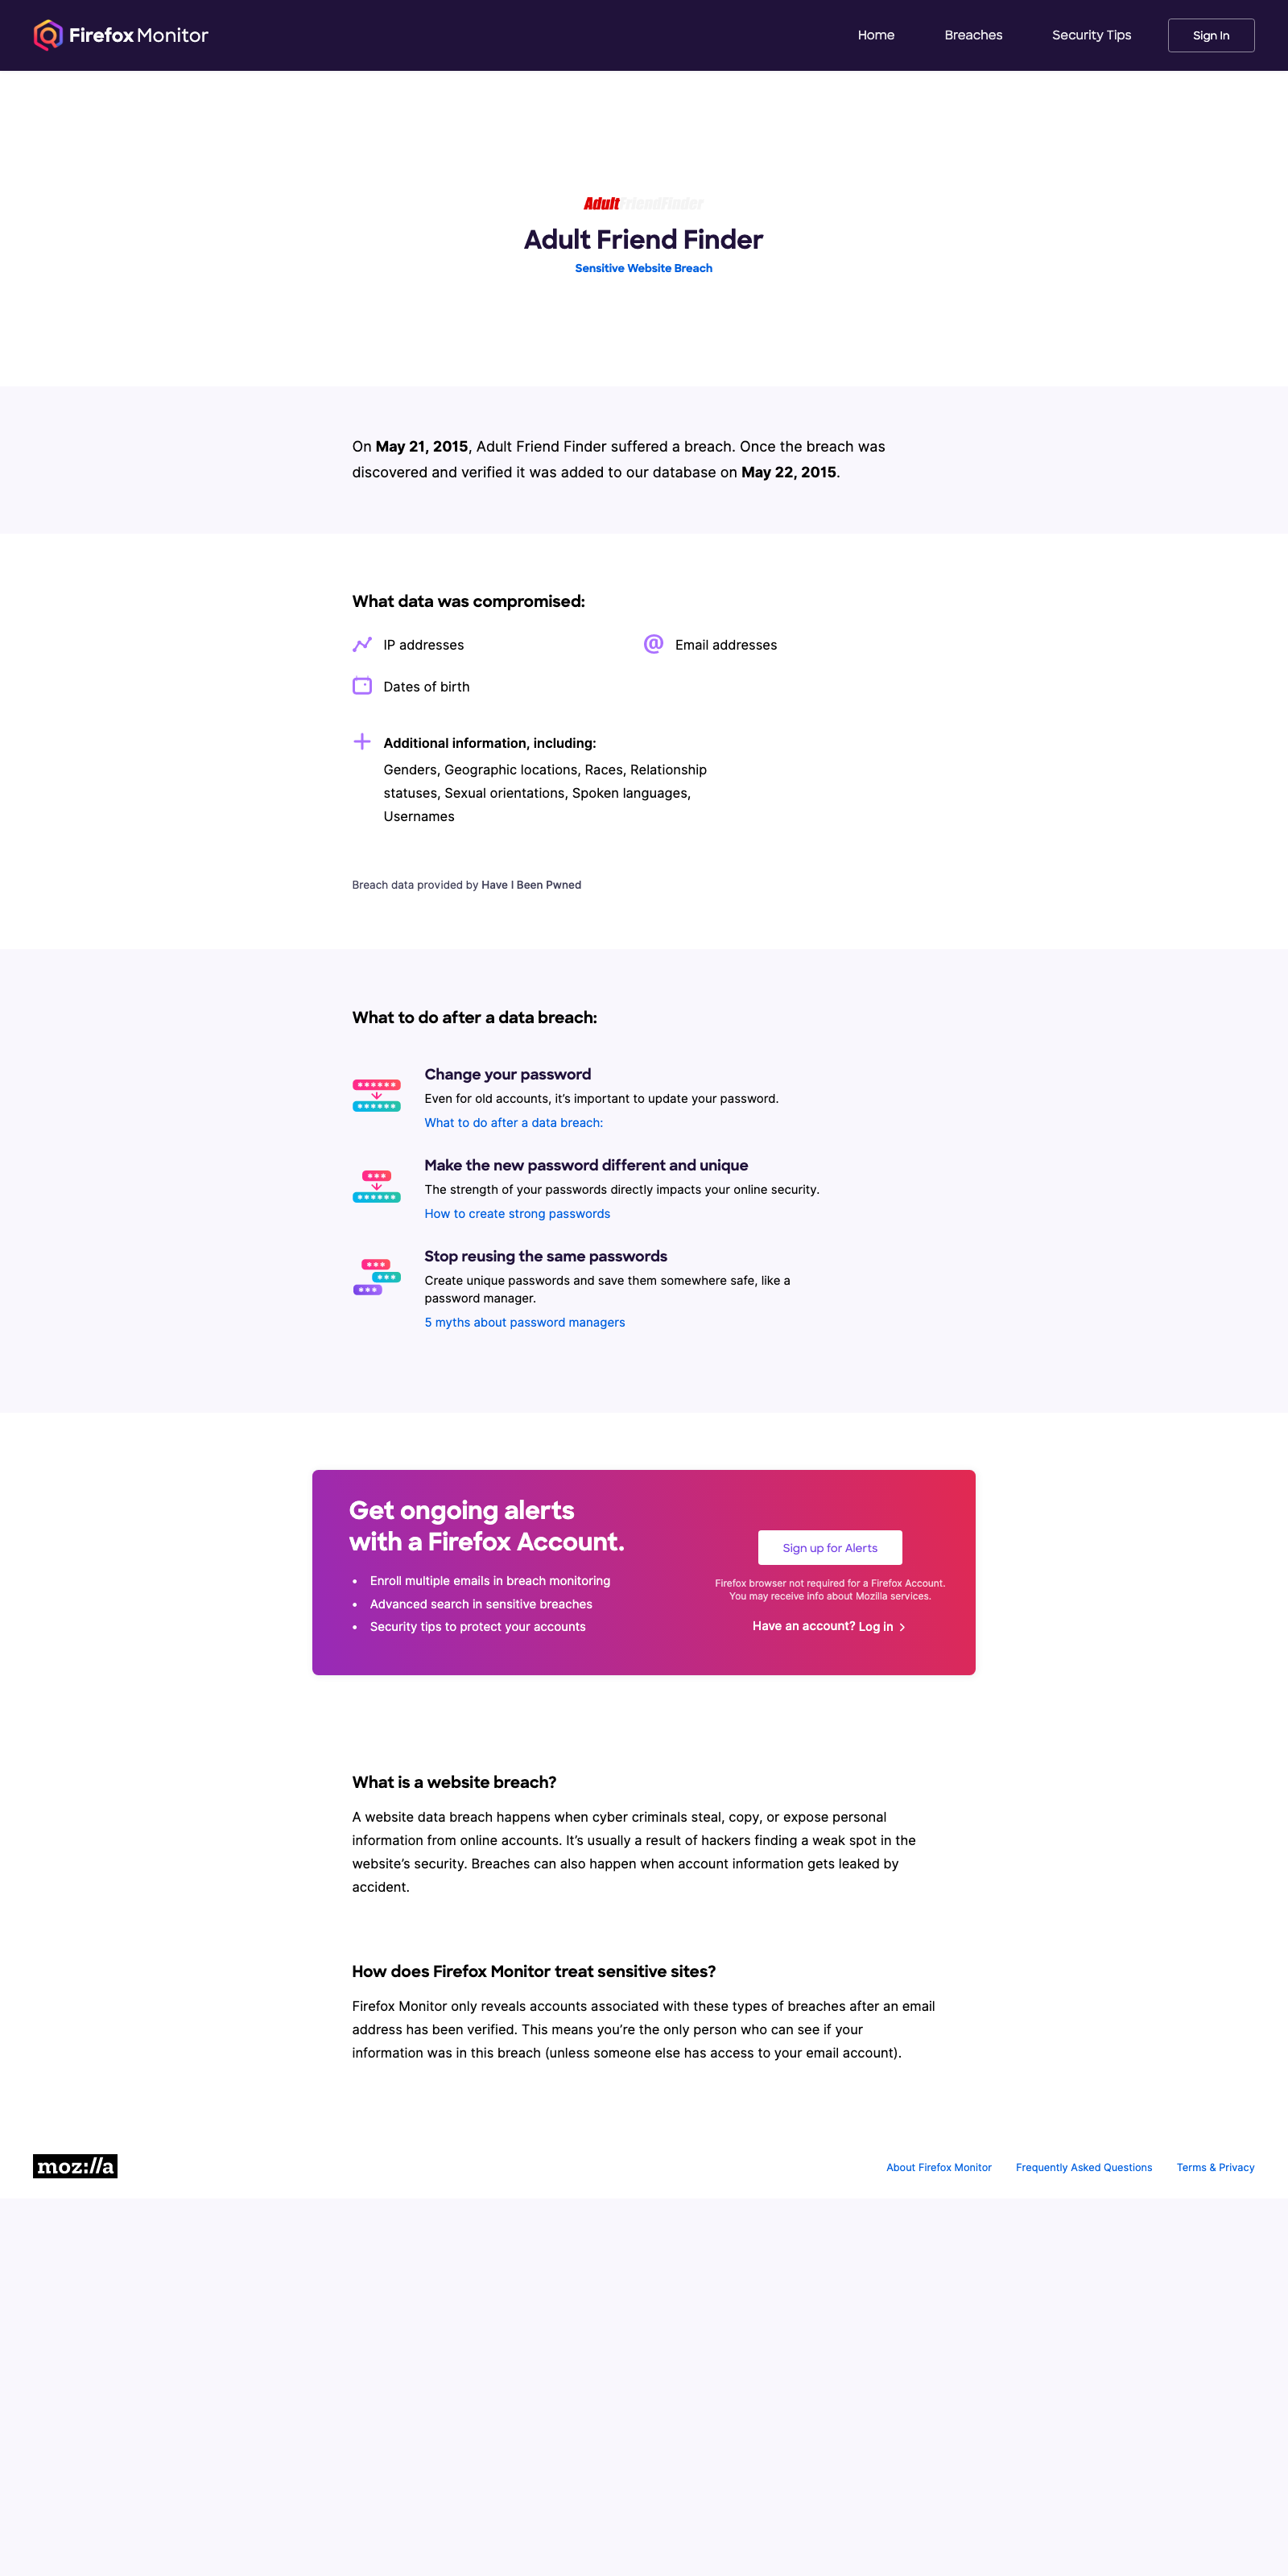 Firefox Monitor
Home Breaches Security Tips Sign In
AdultFriendFinder
Adult Friend Finder
Sensitive Website Breach
On May 21, 2015, Adult Friend Finder suffered a breach. Once the breach was
discovered and verified it was added to our database on May 22, 2015.
What data was compromised:
IP addresses
@ Email addresses
Dates of birth
Additional information, including:
Genders, Geographic locations, Races, Relationship
statuses, Sexual orientations, Spoken languages,
Usernames
Breach data provided by Have I Been Pwned
What to do after a data breach:
Change your password
Even for old accounts, it’s important to update your password.
What to do after a data breach:
Make the new password different and unique
The strength of your passwords directly impacts your online security.
How to create strong passwords
Stop reusing the same passwords
Create unique passwords and save them somewhere safe, like a
password manager.
5 myths about password managers
Get ongoing alerts
with a Firefox Account.
• Enroll multiple emails in breach monitoring
• Advanced search in sensitive breaches
• Security tips to protect your accounts
Sign up for Alerts
Firefox browser not required for a Firefox Account.
You may receive info about Mozilla services.
Have an account? Log in
What is a website breach?
A website data breach happens when cyber criminals steal, copy, or expose personal
information from online accounts. It’s usually a result of hackers finding a weak spot in the
website’s security. Breaches can also happen when account information gets leaked by
accident.
How does Firefox Monitor treat sensitive sites?
Firefox Monitor only reveals accounts associated with these types of breaches after an email
address has been verified. This means you’re the only person who can see if your
information was in this breach (unless someone else has access to your email account).
moz://a
About Firefox Monitor Frequently Asked Questions Terms & Privacy